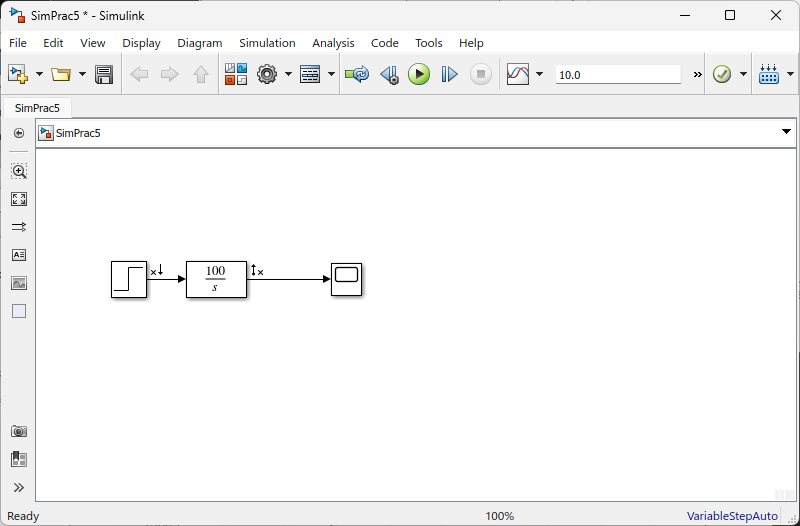 SimPrac5 * - Simulink
File Edit View Display Diagram Simulation Analysis Code Tools Help
10.0 »
SimPrac5
SimPrac5
A≡
×↓ 100 ↕×
s
»
Ready 100% VariableStepAuto